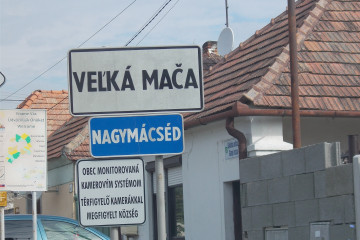 VEĽKÁ MAČA
NAGYMÁCSÉD
OBEC MONITOROVANÁ
KAMEROVÝM SYSTÉMOM
TÉRFIGYELŐ KAMERÁKKAL
MEGFIGYELT KÖZSÉG